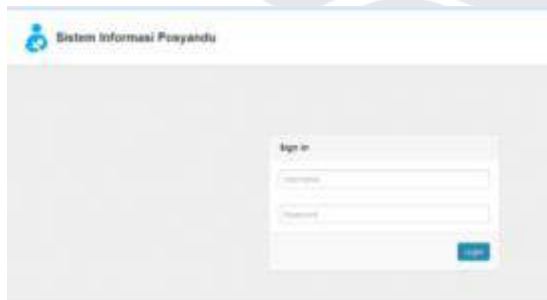 Sistem Informasi Posyandu
Sign in
Username
Password
Login